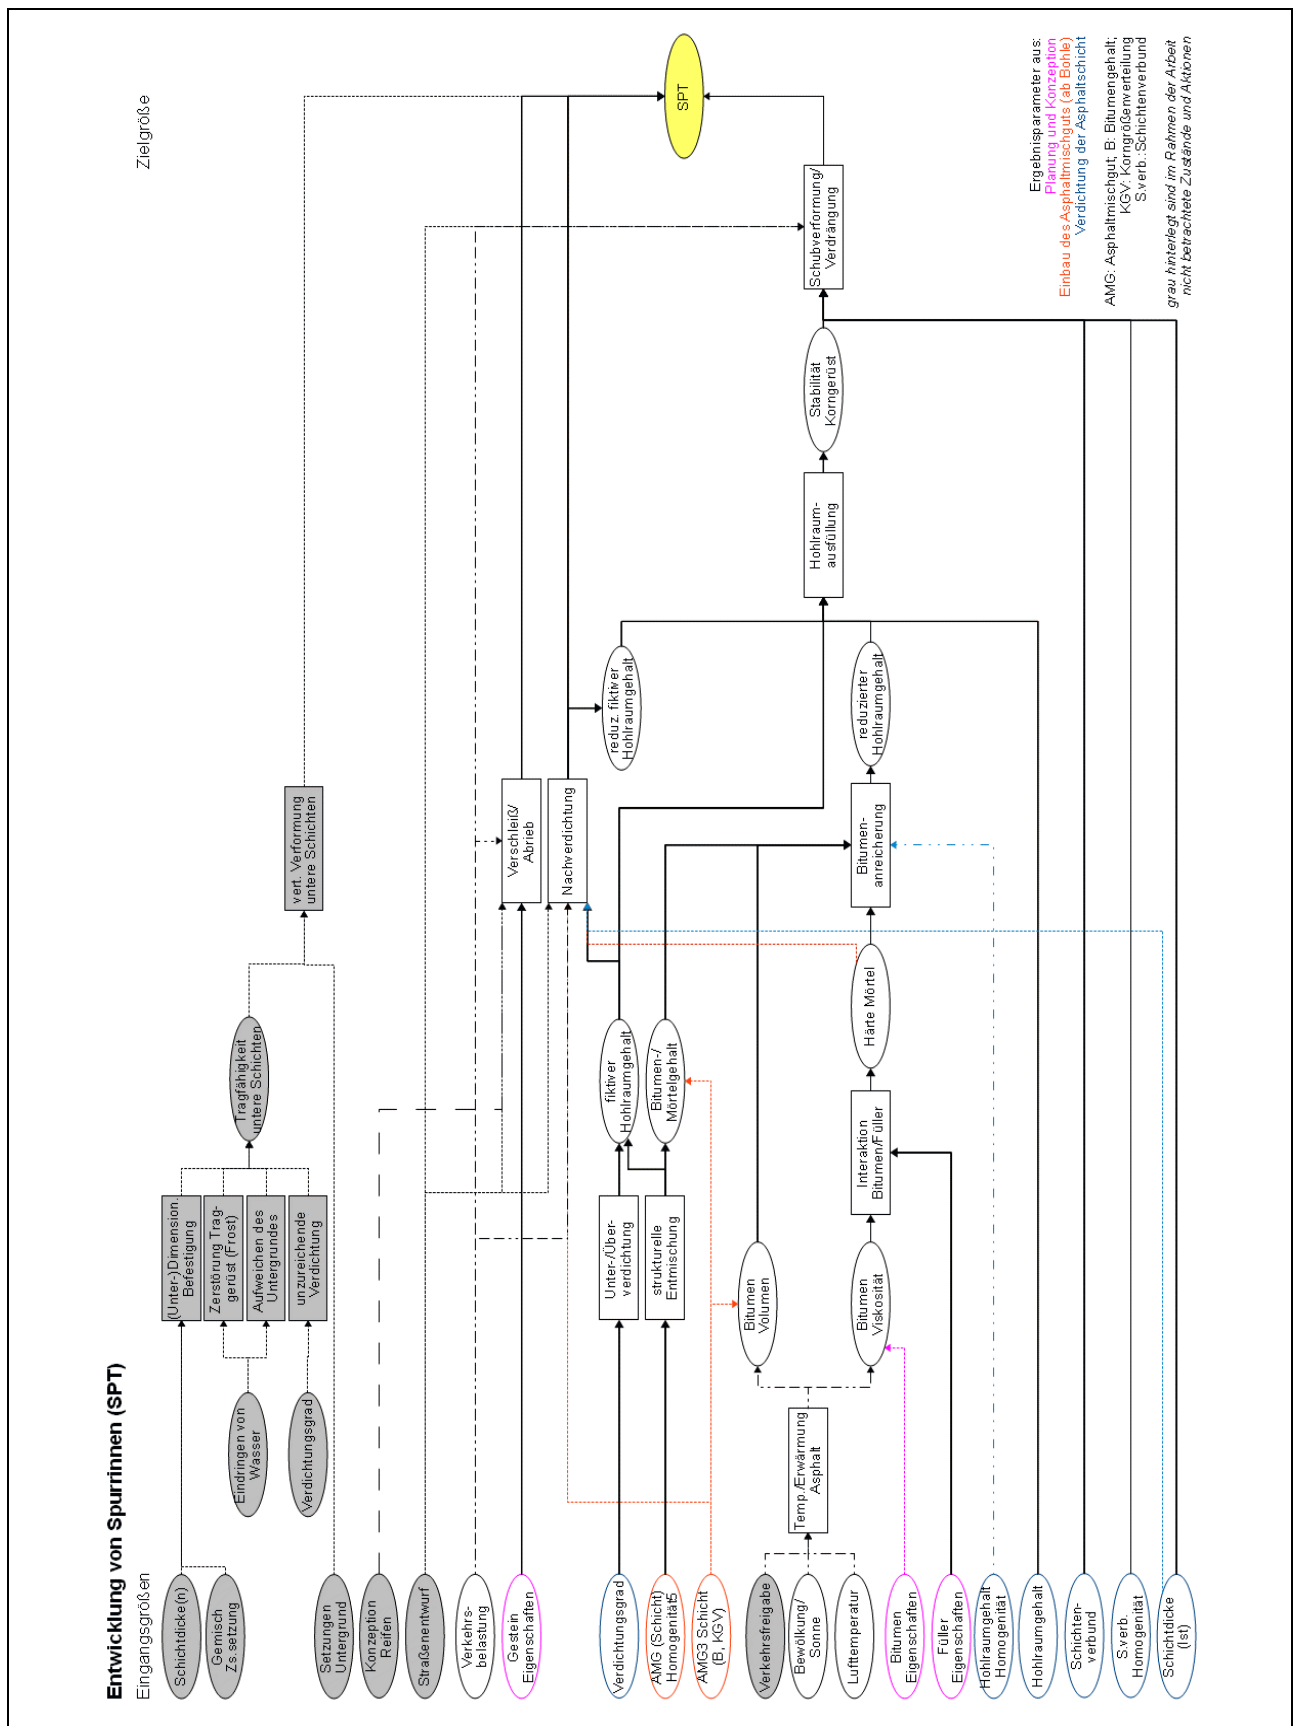 Entwicklung von Spurrinnen (SPT)
Eingangsgrößen
Zielgröße
Schichtdicke(n)
Gemisch
Zs.setzung
Eindringen von
Wasser
Verdichtungsgrad
(Unter-)Dimension.
Befestigung
Zerstörung Trag-
gerüst (Frost)
Aufweichen des
Untergrundes
unzureichende
Verdichtung
Tragfähigkeit
untere Schichten
vert. Verformung
untere Schichten
Setzungen
Untergrund
Konzeption
Reifen
Straßenentwurf
Verkehrs-
belastung
Gestein
Eigenschaften
Verschleiß/
Abrieb
Nachverdichtung
SPT
Verdichtungsgrad
AMG (Schicht)
Homogenität5
AMG3 Schicht
(B, KGV)
Unter-/Über-
verdichtung
strukturelle
Entmischung
fiktiver
Hohlraumgehalt
Bitumen-/
Mörtelgehalt
reduz. fiktiver
Hohlraumgehalt
Verkehrsfreigabe
Bewölkung/
Sonne
Lufttemperatur
Temp./Erwärmung
Asphalt
Bitumen
Volumen
Bitumen
Viskosität
Interaktion
Bitumen/Füller
Härte Mörtel
Bitumen-
anreicherung
reduzierter
Hohlraumgehalt
Hohlraum-
ausfüllung
Stabilität
Korngerüst
Schubverformung/
Verdrängung
Bitumen
Eigenschaften
Füller
Eigenschaften
Hohlraumgehalt
Homogenität
Hohlraumgehalt
Schichten-
verbund
S.verb.
Homogenität
Schichtdicke
(Ist)
Ergebnisparameter aus:
Planung und Konzeption
Einbau des Asphaltmischguts (ab Bohle)
Verdichtung der Asphaltschicht
AMG: Asphaltmischgut; B: Bitumengehalt;
KGV: Korngrößenverteilung
S.verb.:Schichtenverbund
grau hinterlegt sind im Rahmen der Arbeit
nicht betrachtete Zustände und Aktionen